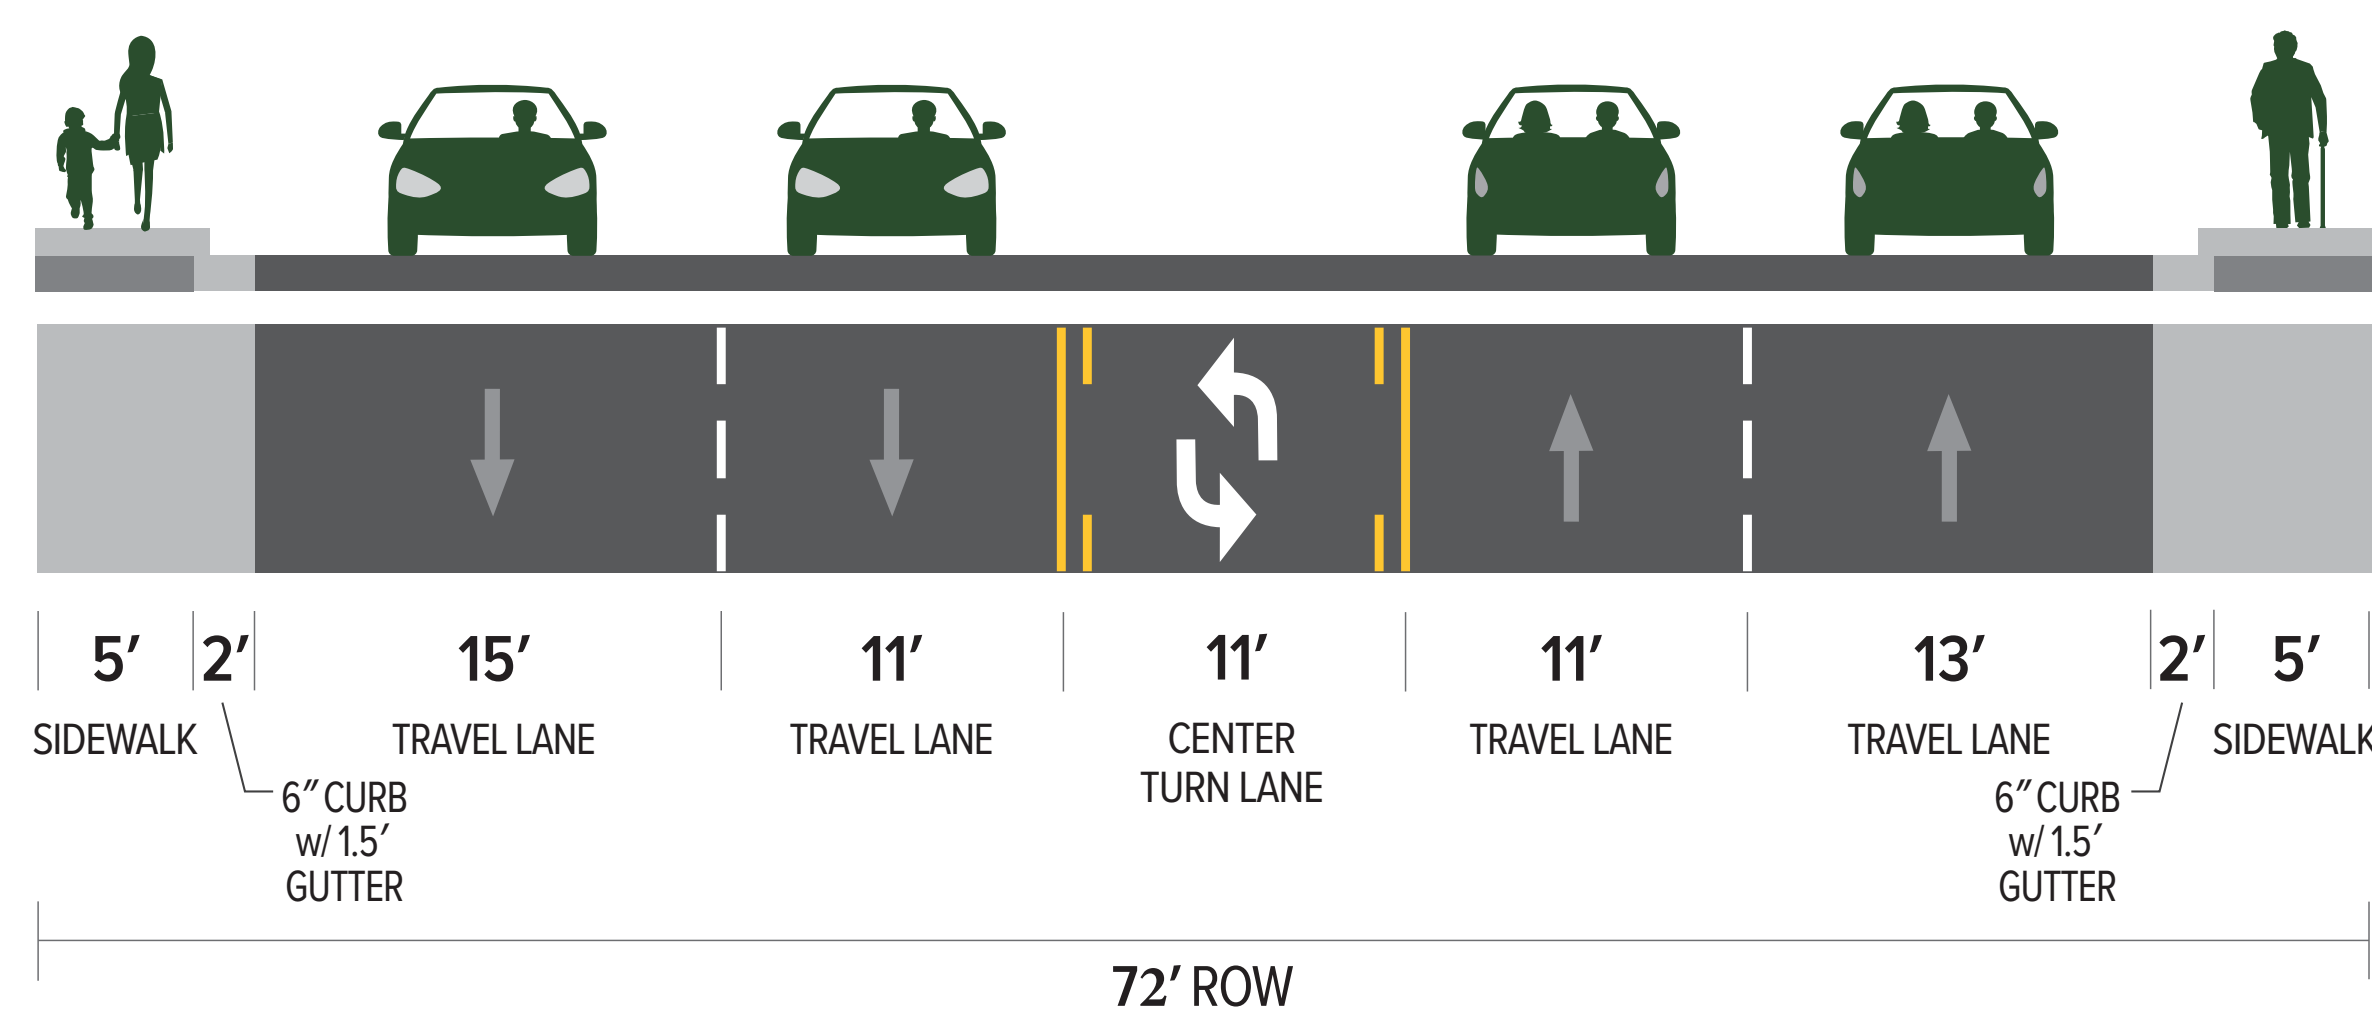 5′ 2′ 15′ 11′ 11′ 11′ 13′ 2′ 5′
SIDEWALK TRAVEL LANE TRAVEL LANE CENTER TRAVEL LANE TRAVEL LANE SIDEWALK
TURN LANE
6″ CURB 6″ CURB
w/ 1.5′ w/ 1.5′
GUTTER GUTTER
72′ ROW